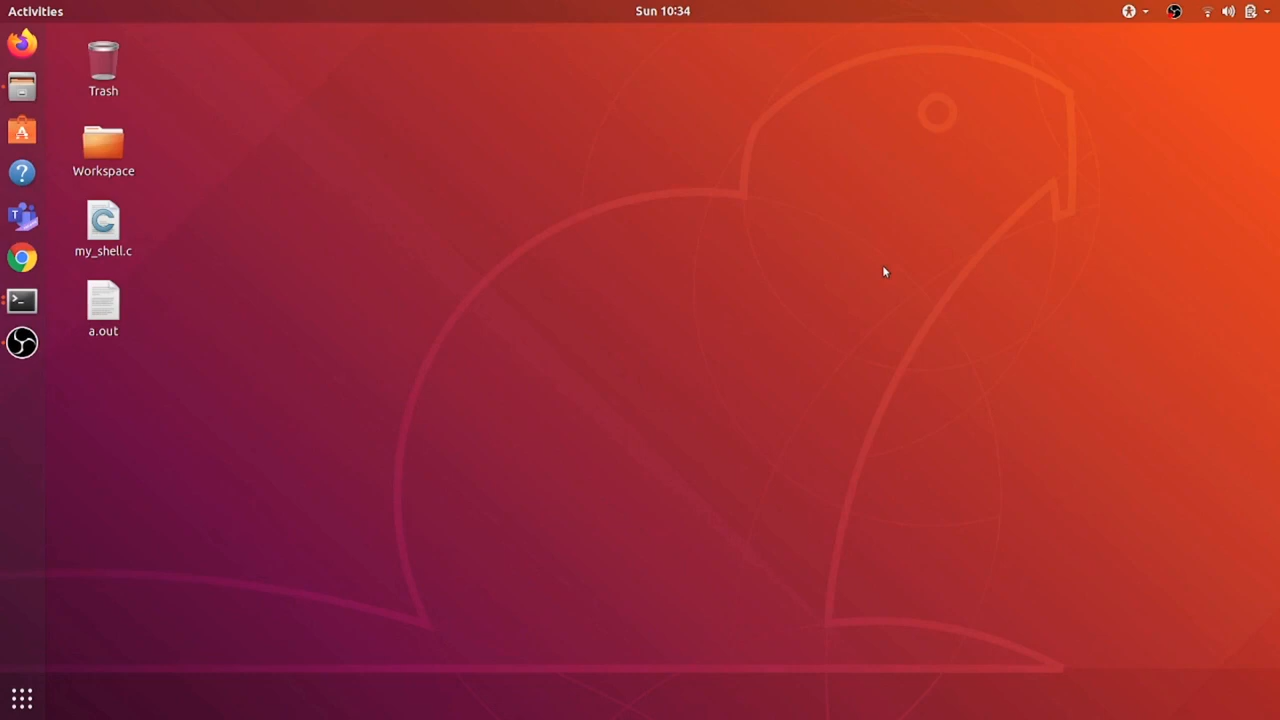 Activities
Sun 10:34
Trash
Workspace
my_shell.c
a.out